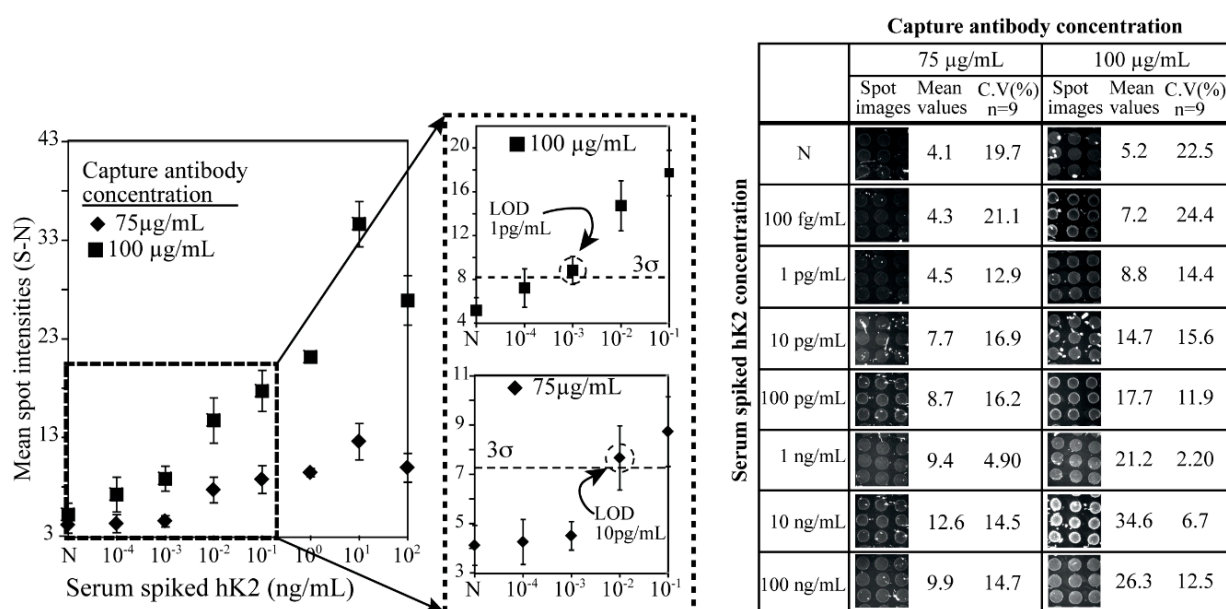 Mean spot intensities (S-N)
43
33
23
13
3
Capture antibody
concentration
75µg/mL
100 µg/mL
N
10-4
10-3
10-2
10-1
100
101
102
Serum spiked hK2 (ng/mL)
20
16
12
8
4
100 µg/mL
LOD
1pg/mL
3σ
N
10-4
10-3
10-2
10-1
11
9
7
5
3
75µg/mL
3σ
LOD
10pg/mL
N
10-4
10-3
10-2
10-1
Capture antibody concentration
Serum spiked hK2 concentration
75 µg/mL 100 µg/mL
Spot Mean C.V(%) Spot Mean C.V(%)
images values n=9 images values n=9
N 4.1 19.7 5.2 22.5
100 fg/mL 4.3 21.1 7.2 24.4
1 pg/mL 4.5 12.9 8.8 14.4
10 pg/mL 7.7 16.9 14.7 15.6
100 pg/mL 8.7 16.2 17.7 11.9
1 ng/mL 9.4 4.90 21.2 2.20
10 ng/mL 12.6 14.5 34.6 6.7
100 ng/mL 9.9 14.7 26.3 12.5